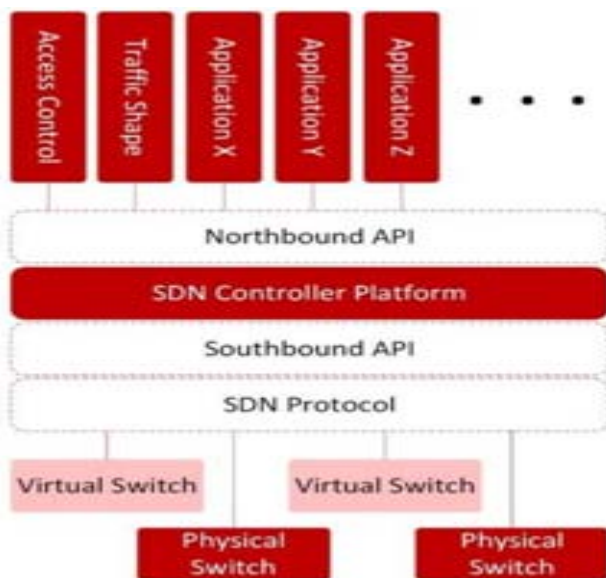 Access Control
Traffic Shape
Application X
Application Y
Application Z
Northbound API
SDN Controller Platform
Southbound API
SDN Protocol
Virtual Switch
Virtual Switch
Physical
Switch
Physical
Switch